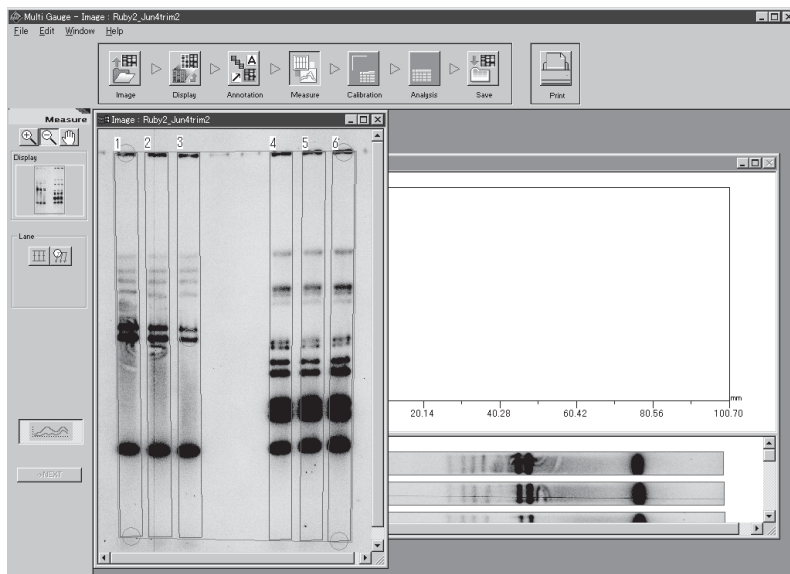 Multi Gauge - Image : Ruby2_Jun4trim2
File Edit Window Help
Image Display Annotation Measure Calibration Analysis Save Print
Measure
Image : Ruby2_Jun4trim2
Display
Lane
1 2 3 4 5 6
mm
20.14 40.28 60.42 80.56 100.70
>NEXT